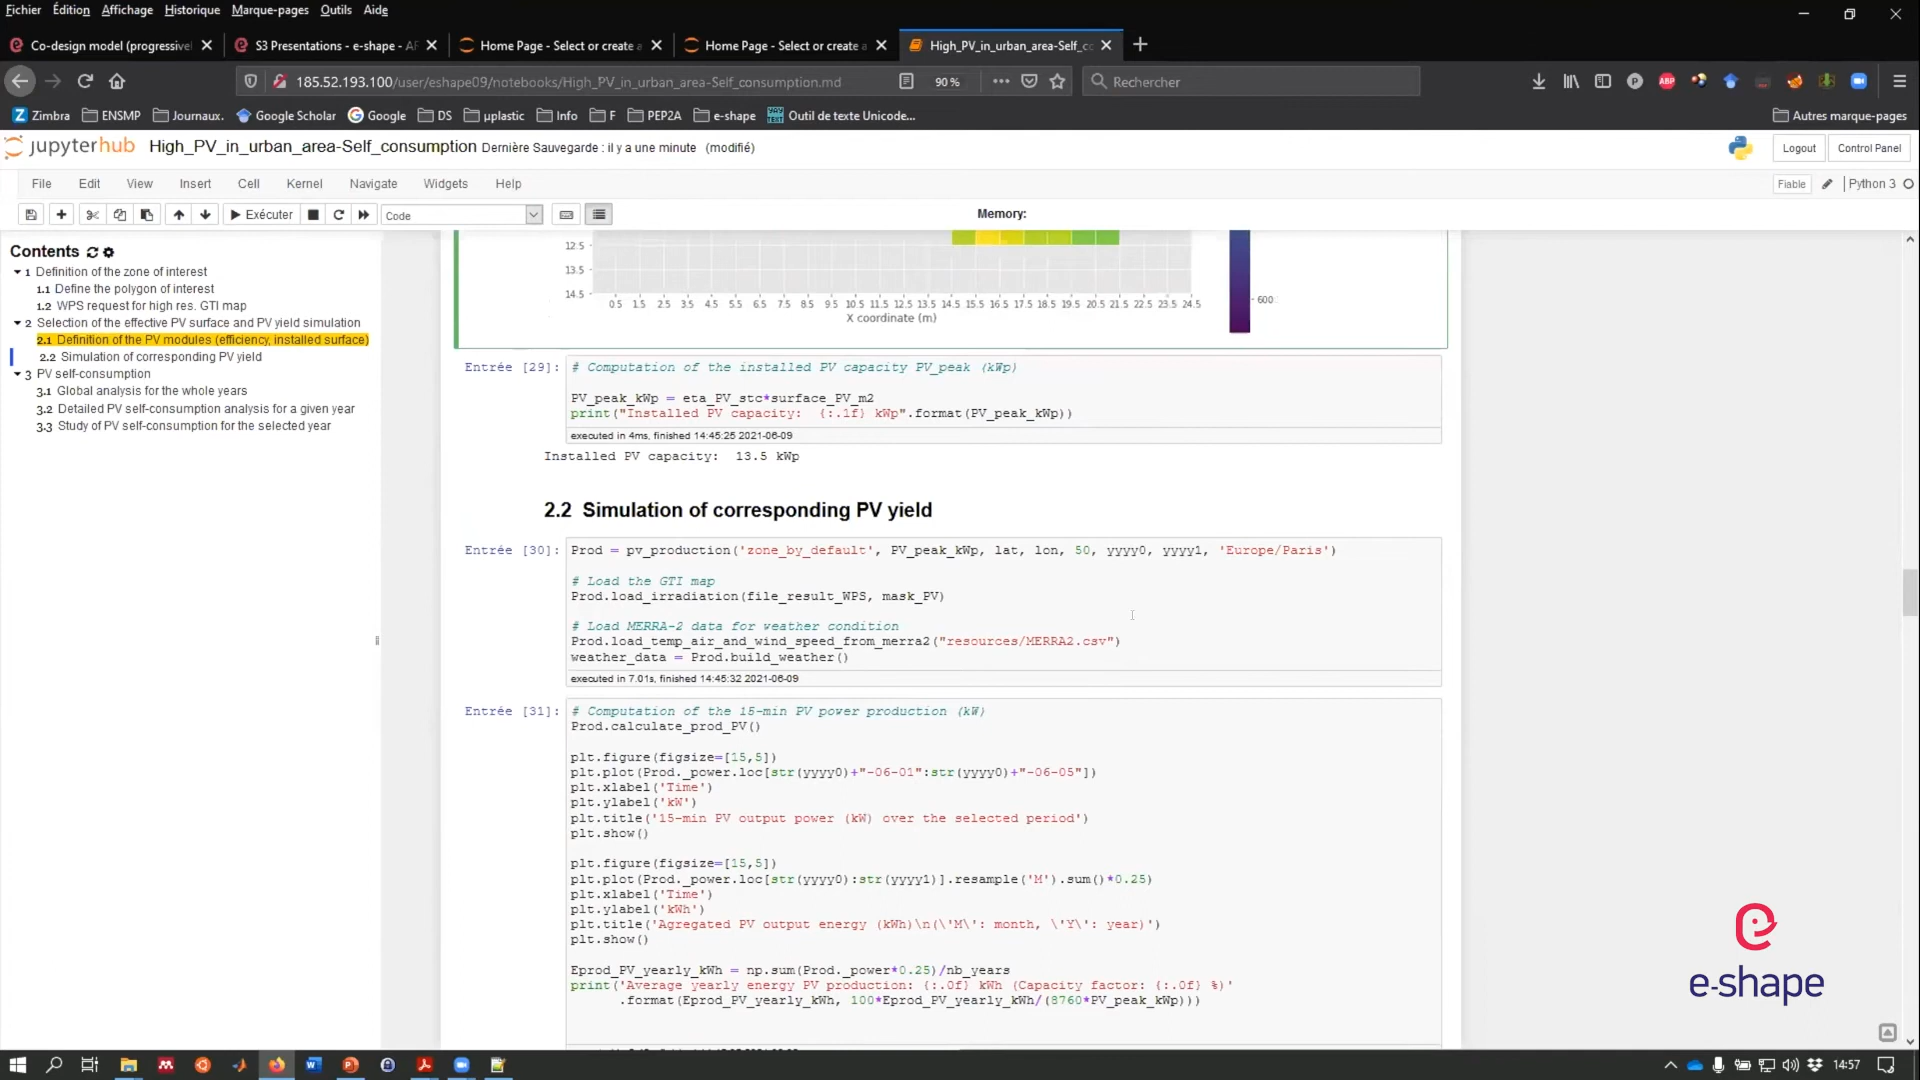 Fichier Édition Affichage Historique Marque-pages Outils Aide
Co-design model (progressivel
S3 Presentations - e-shape - AF
Home Page - Select or create a
Home Page - Select or create a
High_PV_in_urban_area-Self_co
185.52.193.100/user/eshape09/notebooks/High_PV_in_urban_area-Self_consumption.md
90 %
Rechercher
Zimbra ENSMP Journaux. Google Scholar Google DS µplastic Info F PEP2A e-shape Outil de texte Unicode... Autres marque-pages
jupyterhub High_PV_in_urban_area-Self_consumption Dernière Sauvegarde : il y a une minute (modifié) Logout Control Panel
File Edit View Insert Cell Kernel Navigate Widgets Help Fiable Python 3
Exécuter Code Memory:
Contents
1 Definition of the zone of interest
1.1 Define the polygon of interest
1.2 WPS request for high res. GTI map
2 Selection of the effective PV surface and PV yield simulation
2.1 Definition of the PV modules (efficiency, installed surface)
2.2 Simulation of corresponding PV yield
3 PV self-consumption
3.1 Global analysis for the whole years
3.2 Detailed PV self-consumption analysis for a given year
3.3 Study of PV self-consumption for the selected year
12.5
13.5
14.5
0.5 1.5 2.5 3.5 4.5 5.5 6.5 7.5 8.5 9.5 10.5 11.5 12.5 13.5 14.5 15.5 16.5 17.5 18.5 19.5 20.5 21.5 22.5 23.5 24.5
X coordinate (m)
600
Entrée [29]: # Computation of the installed PV capacity PV_peak (kWp)
PV_peak_kWp = eta_PV_stc*surface_PV_m2
print("Installed PV capacity:  {:.1f} kWp".format(PV_peak_kWp))
executed in 4ms, finished 14:45:25 2021-06-09
Installed PV capacity:  13.5 kWp
2.2 Simulation of corresponding PV yield
Entrée [30]: Prod = pv_production('zone_by_default', PV_peak_kWp, lat, lon, 50, yyyy0, yyyy1, 'Europe/Paris')
# Load the GTI map
Prod.load_irradiation(file_result_WPS, mask_PV)
# Load MERRA-2 data for weather condition
Prod.load_temp_air_and_wind_speed_from_merra2("resources/MERRA2.csv")
weather_data = Prod.build_weather()
executed in 7.01s, finished 14:45:32 2021-06-09
Entrée [31]: # Computation of the 15-min PV power production (kW)
Prod.calculate_prod_PV()
plt.figure(figsize=[15,5])
plt.plot(Prod._power.loc[str(yyyy0)+"-06-01":str(yyyy0)+"-06-05"])
plt.xlabel('Time')
plt.ylabel('kW')
plt.title('15-min PV output power (kW) over the selected period')
plt.show()
plt.figure(figsize=[15,5])
plt.plot(Prod._power.loc[str(yyyy0):str(yyyy1)].resample('M').sum()*0.25)
plt.xlabel('Time')
plt.ylabel('kWh')
plt.title('Agregated PV output energy (kWh)\n(\'M\': month, \'Y\': year)')
plt.show()
Eprod_PV_yearly_kWh = np.sum(Prod._power*0.25)/nb_years
print('Average yearly energy PV production: {:.0f} kWh (Capacity factor: {:.0f} %)'
.format(Eprod_PV_yearly_kWh, 100*Eprod_PV_yearly_kWh/(8760*PV_peak_kWp)))
e-shape
14:57